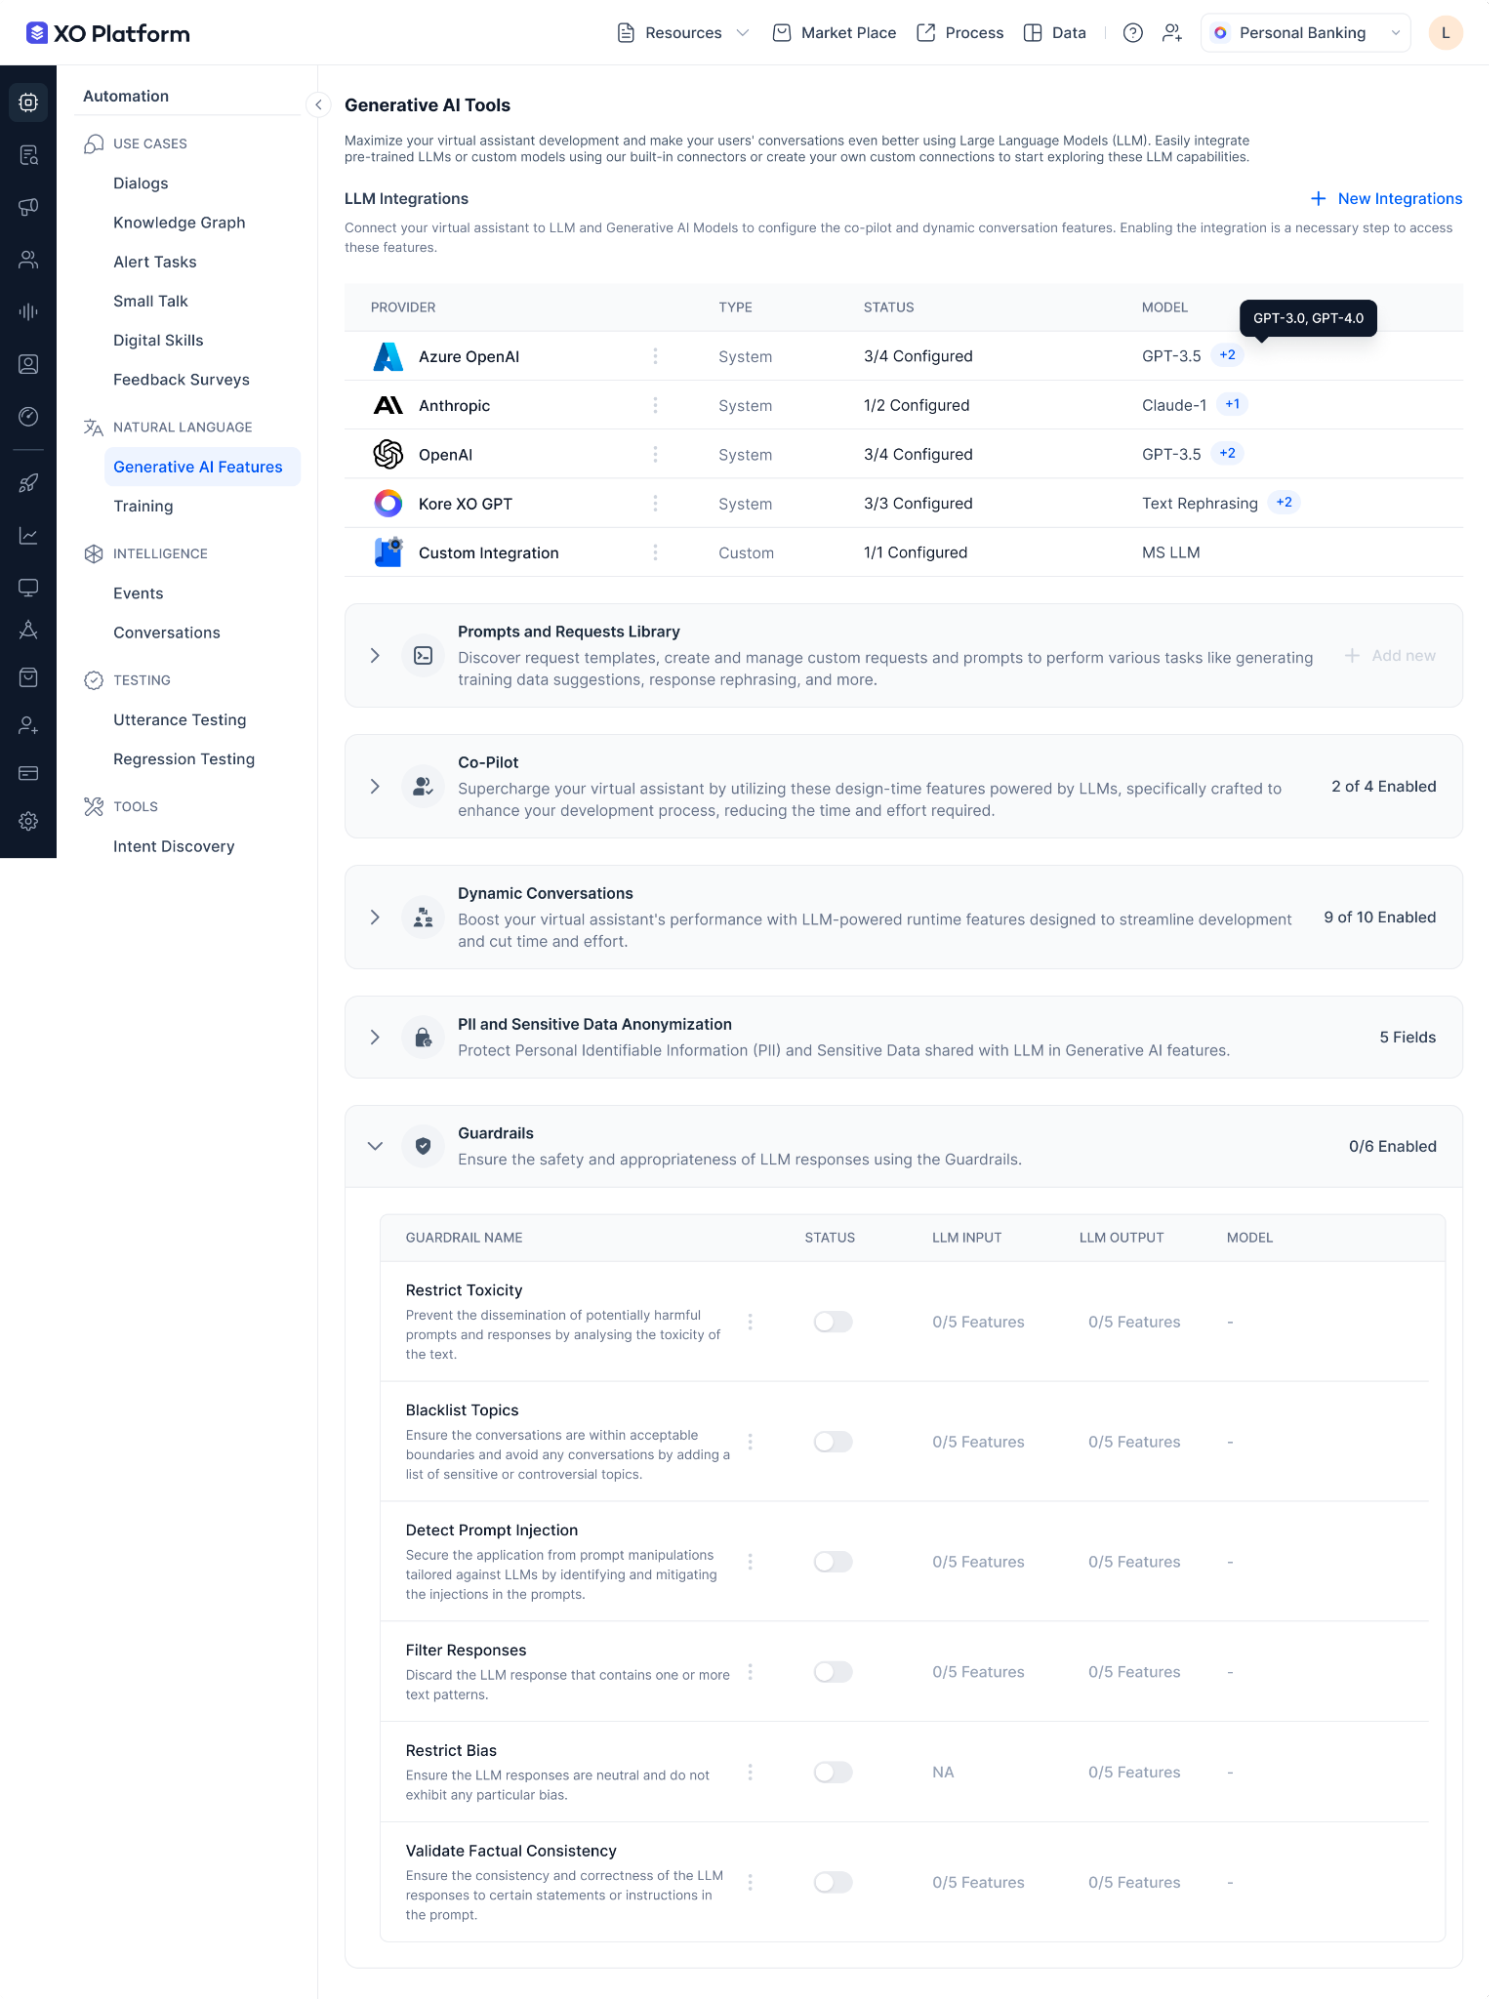 XO Platform
Resources
Market Place
Process
Data
Personal Banking
L
Automation
USE CASES
Dialogs
Knowledge Graph
Alert Tasks
Small Talk
Digital Skills
Feedback Surveys
NATURAL LANGUAGE
Generative AI Features
Training
INTELLIGENCE
Events
Conversations
TESTING
Utterance Testing
Regression Testing
TOOLS
Intent Discovery
Generative AI Tools
Maximize your virtual assistant development and make your users' conversations even better using Large Language Models (LLM). Easily integrate
pre-trained LLMs or custom models using our built-in connectors or create your own custom connections to start exploring these LLM capabilities.
LLM Integrations
New Integrations
Connect your virtual assistant to LLM and Generative AI Models to configure the co-pilot and dynamic conversation features. Enabling the integration is a necessary step to access
these features.
PROVIDER TYPE STATUS MODEL
GPT-3.0, GPT-4.0
Azure OpenAI System 3/4 Configured GPT-3.5 +2
Anthropic System 1/2 Configured Claude-1 +1
OpenAI System 3/4 Configured GPT-3.5 +2
Kore XO GPT System 3/3 Configured Text Rephrasing +2
Custom Integration Custom 1/1 Configured MS LLM
Prompts and Requests Library
Discover request templates, create and manage custom requests and prompts to perform various tasks like generating
training data suggestions, response rephrasing, and more.
Add new
Co-Pilot
Supercharge your virtual assistant by utilizing these design-time features powered by LLMs, specifically crafted to
enhance your development process, reducing the time and effort required.
2 of 4 Enabled
Dynamic Conversations
Boost your virtual assistant's performance with LLM-powered runtime features designed to streamline development
and cut time and effort.
9 of 10 Enabled
PII and Sensitive Data Anonymization
Protect Personal Identifiable Information (PII) and Sensitive Data shared with LLM in Generative AI features.
5 Fields
Guardrails
Ensure the safety and appropriateness of LLM responses using the Guardrails.
0/6 Enabled
GUARDRAIL NAME STATUS LLM INPUT LLM OUTPUT MODEL
Restrict Toxicity
Prevent the dissemination of potentially harmful
prompts and responses by analysing the toxicity of
the text.
0/5 Features 0/5 Features -
Blacklist Topics
Ensure the conversations are within acceptable
boundaries and avoid any conversations by adding a
list of sensitive or controversial topics.
0/5 Features 0/5 Features -
Detect Prompt Injection
Secure the application from prompt manipulations
tailored against LLMs by identifying and mitigating
the injections in the prompts.
0/5 Features 0/5 Features -
Filter Responses
Discard the LLM response that contains one or more
text patterns.
0/5 Features 0/5 Features -
Restrict Bias
Ensure the LLM responses are neutral and do not
exhibit any particular bias.
NA 0/5 Features -
Validate Factual Consistency
Ensure the consistency and correctness of the LLM
responses to certain statements or instructions in
the prompt.
0/5 Features 0/5 Features -